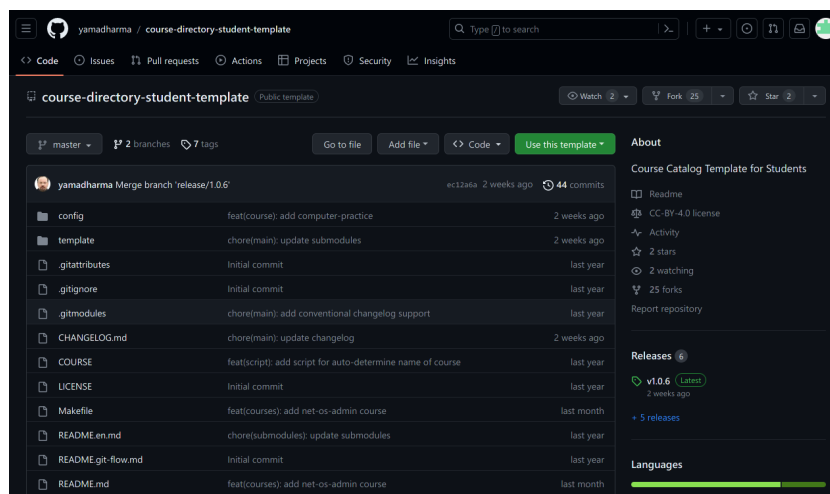 yamadharma / course-directory-student-template
Type / to search
Code Issues Pull requests Actions Projects Security Insights
course-directory-student-template Public template
Watch 2 Fork 25 Star 2
master 2 branches 7 tags Go to file Add file Code Use this template
yamadharma Merge branch 'release/1.0.6' ec12a6a 2 weeks ago 44 commits
config feat(course): add computer-practice 2 weeks ago
template chore(main): update submodules 2 weeks ago
.gitattributes Initial commit last year
.gitignore Initial commit last year
.gitmodules chore(main): add conventional changelog support last year
CHANGELOG.md chore(main): update changelog 2 weeks ago
COURSE feat(script): add script for auto-determine name of course last year
LICENSE Initial commit last year
Makefile feat(courses): add net-os-admin course last month
README.en.md chore(submodules): update submodules last year
README.git-flow.md Initial commit last year
README.md feat(courses): add net-os-admin course last month
About
Course Catalog Template for Students
Readme
CC-BY-4.0 license
Activity
2 stars
2 watching
25 forks
Report repository
Releases 6
v1.0.6 Latest
2 weeks ago
+ 5 releases
Languages